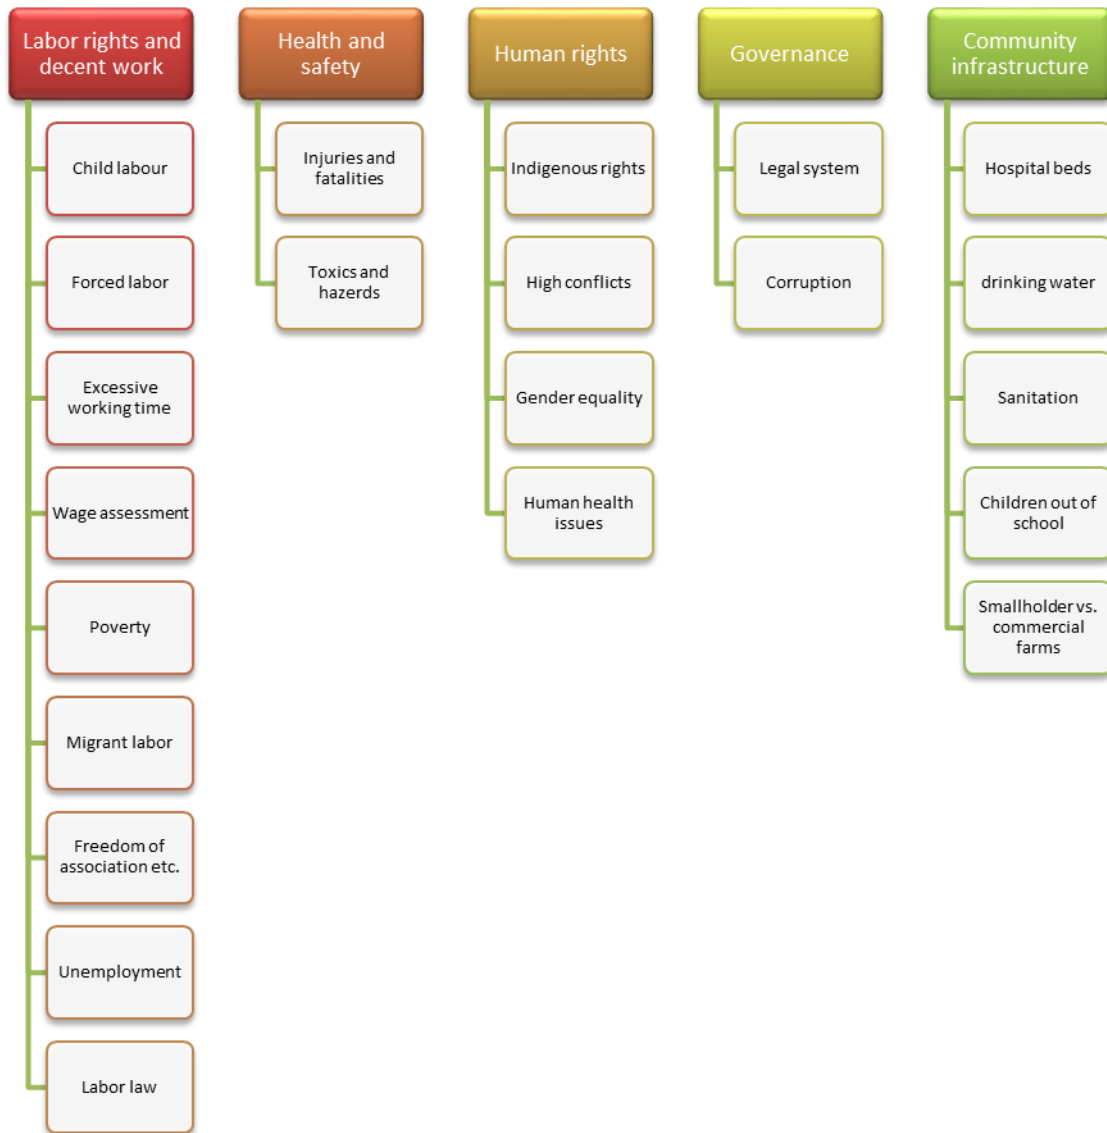 Labor rights and
decent work
Child labour
Forced labor
Excessive
working time
Wage assessment
Poverty
Migrant labor
Freedom of
association etc.
Unemployment
Labor law
Health and
safety
Injuries and
fatalities
Toxics and
hazerds
Human rights
Indigenous rights
High conflicts
Gender equality
Human health
issues
Governance
Legal system
Corruption
Community
infrastructure
Hospital beds
drinking water
Sanitation
Children out of
school
Smallholder vs.
commercial
farms